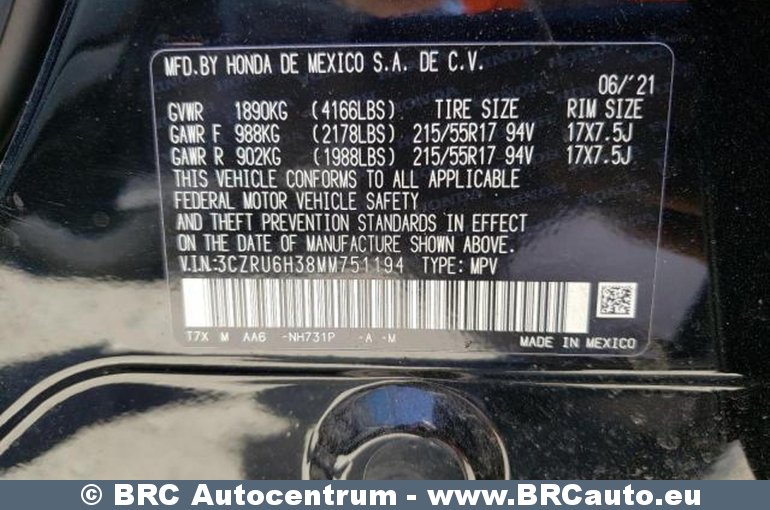 MFD.BY HONDA DE MEXICO S.A. DE C.V.
06/'21
GVWR 1890KG (4166LBS) TIRE SIZE RIM SIZE
GAWR F 988KG (2178LBS) 215/55R17 94V 17X7.5J
GAWR R 902KG (1988LBS) 215/55R17 94V 17X7.5J
THIS VEHICLE CONFORMS TO ALL APPLICABLE
FEDERAL MOTOR VEHICLE SAFETY
AND THEFT PREVENTION STANDARDS IN EFFECT
ON THE DATE OF MANUFACTURE SHOWN ABOVE.
V.I.N.:3CZRU6H38MM751194 TYPE: MPV
T7X M AA6 -NH731P -A -M MADE IN MEXICO
© BRC Autocentrum - www.BRCauto.eu